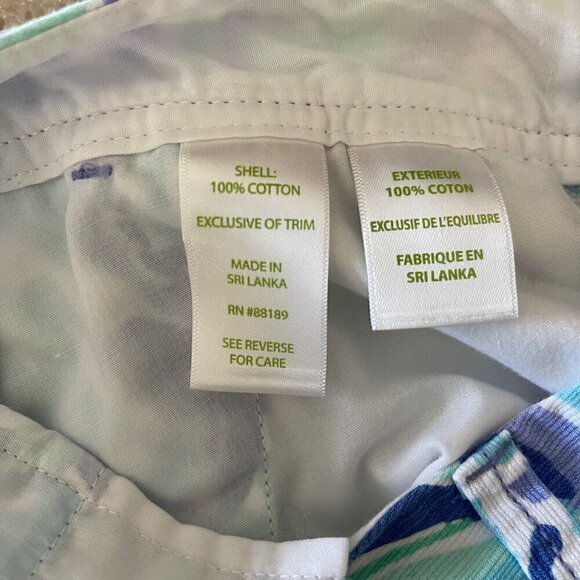 SHELL:
100% COTTON
EXCLUSIVE OF TRIM
MADE IN
SRI LANKA
RN #88189
SEE REVERSE
FOR CARE
EXTERIEUR
100% COTON
EXCLUSIF DE L'EQUILIBRE
FABRIQUE EN
SRI LANKA